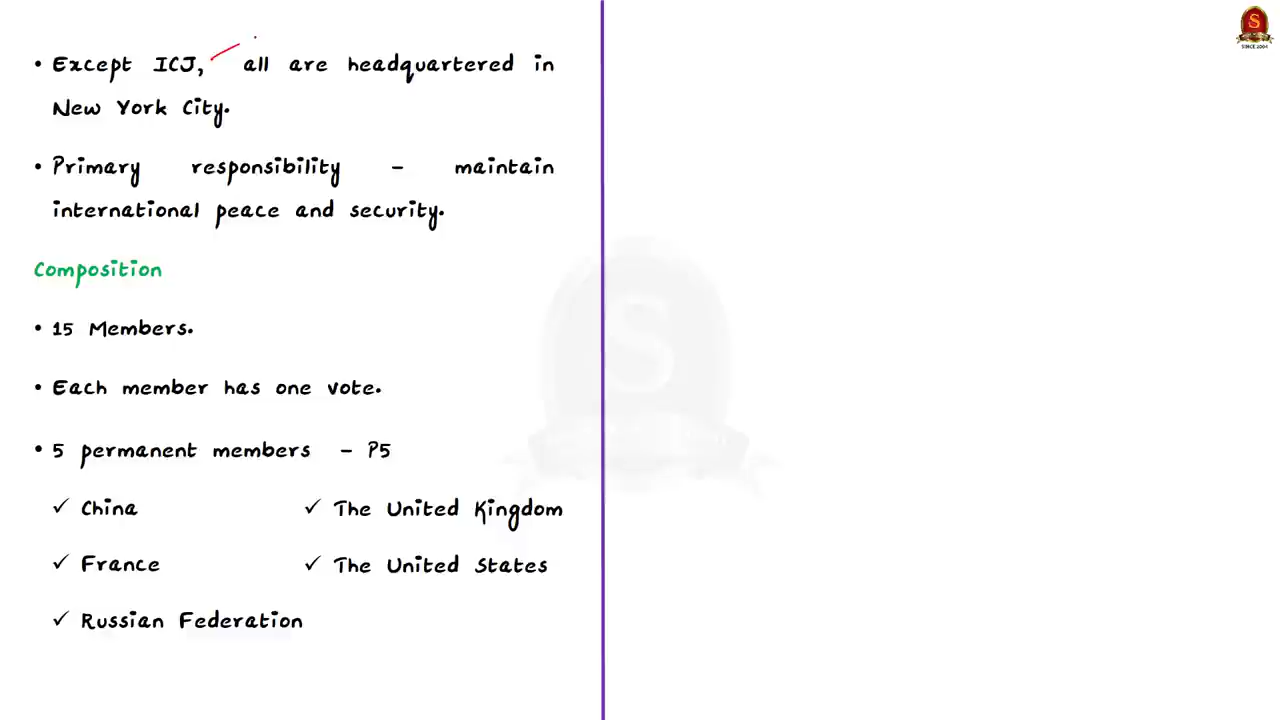 • Except ICJ, all are headquartered in
New York City.
• Primary responsibility - maintain
international peace and security.
Composition
• 15 Members.
• Each member has one vote.
• 5 permanent members - P5
✓ China ✓ The United Kingdom
✓ France ✓ The United States
✓ Russian Federation
S
SINCE 2004
S